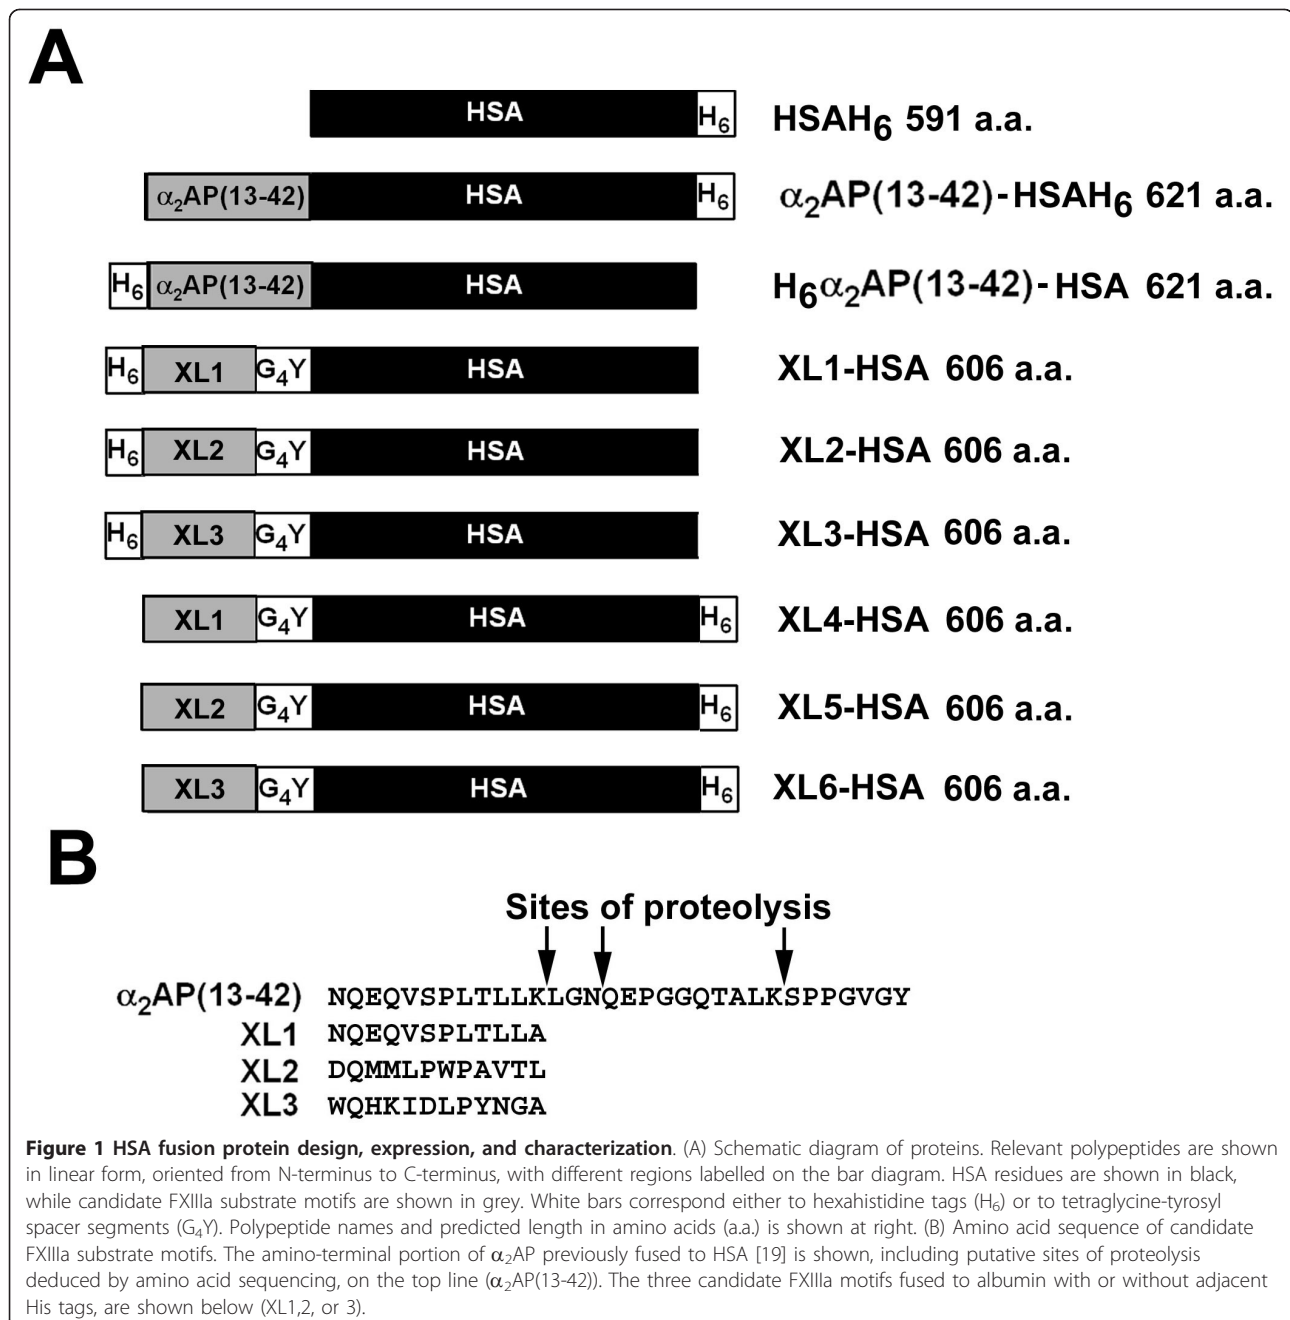 A
HSA H6 HSAH6 591 a.a.
α2AP(13-42) HSA H6 α2AP(13-42)-HSAH6 621 a.a.
H6 α2AP(13-42) HSA H6α2AP(13-42)-HSA 621 a.a.
H6 XL1 G4Y HSA XL1-HSA 606 a.a.
H6 XL2 G4Y HSA XL2-HSA 606 a.a.
H6 XL3 G4Y HSA XL3-HSA 606 a.a.
XL1 G4Y HSA H6 XL4-HSA 606 a.a.
XL2 G4Y HSA H6 XL5-HSA 606 a.a.
XL3 G4Y HSA H6 XL6-HSA 606 a.a.
B
Sites of proteolysis
α2AP(13-42) NQEQVSPLTLLKLGNQEPGGQTALKSPPGVGY
XL1 NQEQVSPLTLLA
XL2 DQMMLPWPAVTL
XL3 WQHKIDLPYNGA
Figure 1 HSA fusion protein design, expression, and characterization. (A) Schematic diagram of proteins. Relevant polypeptides are shown
in linear form, oriented from N-terminus to C-terminus, with different regions labelled on the bar diagram. HSA residues are shown in black,
while candidate FXIIIa substrate motifs are shown in grey. White bars correspond either to hexahistidine tags (H6) or to tetraglycine-tyrosyl
spacer segments (G4Y). Polypeptide names and predicted length in amino acids (a.a.) is shown at right. (B) Amino acid sequence of candidate
FXIIIa substrate motifs. The amino-terminal portion of α2AP previously fused to HSA [19] is shown, including putative sites of proteolysis
deduced by amino acid sequencing, on the top line (α2AP(13-42)). The three candidate FXIIIa motifs fused to albumin with or without adjacent
His tags, are shown below (XL1,2, or 3).